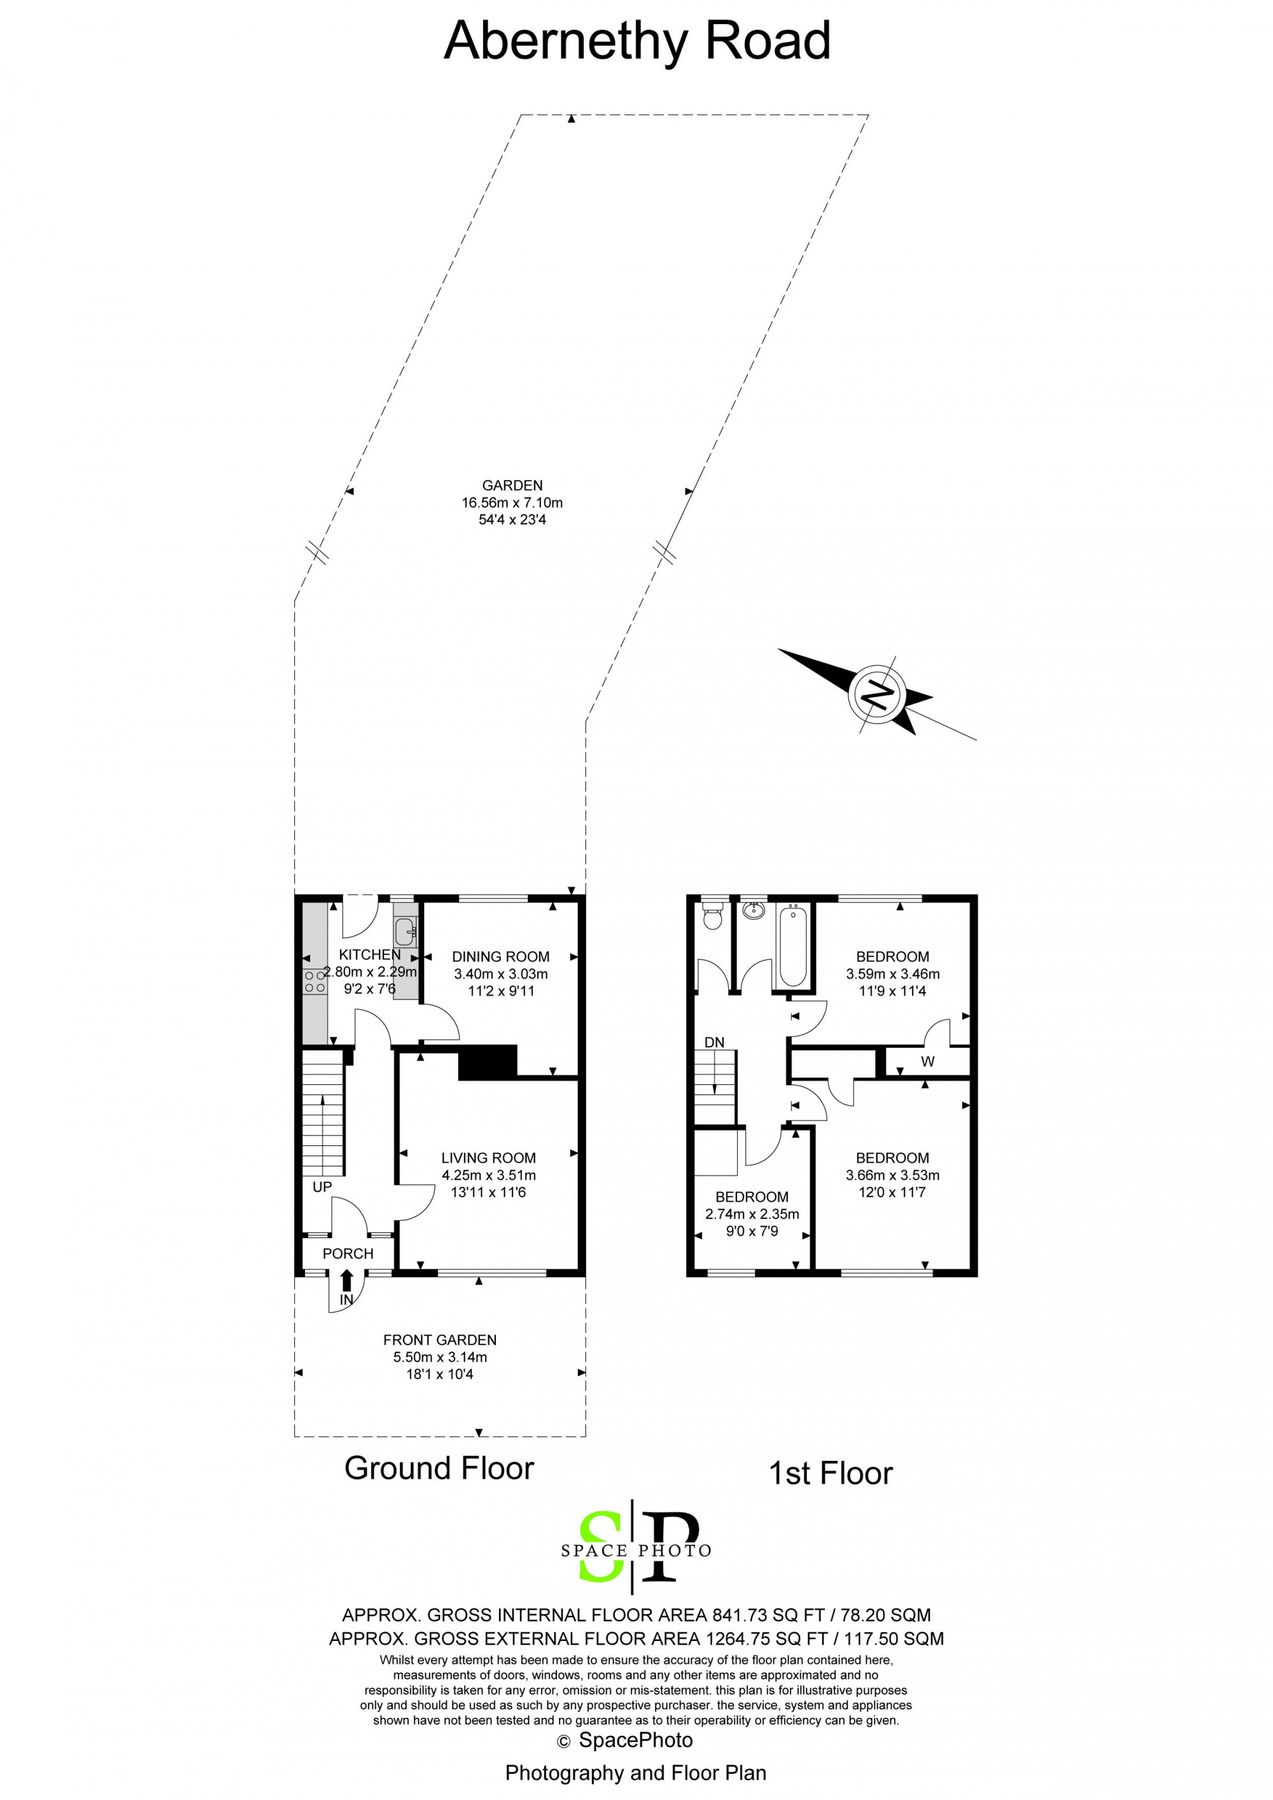 Abernethy Road
GARDEN
16.56m x 7.10m
54'4 x 23'4
N
KITCHEN
2.80m x 2.29m
9'2 x 7'6
DINING ROOM
3.40m x 3.03m
11'2 x 9'11
LIVING ROOM
4.25m x 3.51m
13'11 x 11'6
UP
PORCH
IN
FRONT GARDEN
5.50m x 3.14m
18'1 x 10'4
BEDROOM
3.59m x 3.46m
11'9 x 11'4
DN
W
BEDROOM
3.66m x 3.53m
12'0 x 11'7
BEDROOM
2.74m x 2.35m
9'0 x 7'9
Ground Floor
1st Floor
S P
SPACE PHOTO
APPROX. GROSS INTERNAL FLOOR AREA 841.73 SQ FT / 78.20 SQM
APPROX. GROSS EXTERNAL FLOOR AREA 1264.75 SQ FT / 117.50 SQM
Whilst every attempt has been made to ensure the accuracy of the floor plan contained here,
measurements of doors, windows, rooms and any other items are approximated and no
responsibility is taken for any error, omission or mis-statement. this plan is for illustrative purposes
only and should be used as such by any prospective purchaser. the service, system and appliances
shown have not been tested and no guarantee as to their operability or efficiency can be given.
© SpacePhoto
Photography and Floor Plan